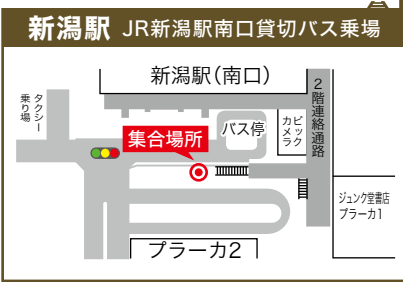 新潟駅 JR新潟駅南口貸切バス乗場
新潟駅(南口)
2階連絡通路
タクシー
乗り場
バス停
ビック
カメラ
集合場所
ジュンク堂書店
プラーカ1
プラーカ2